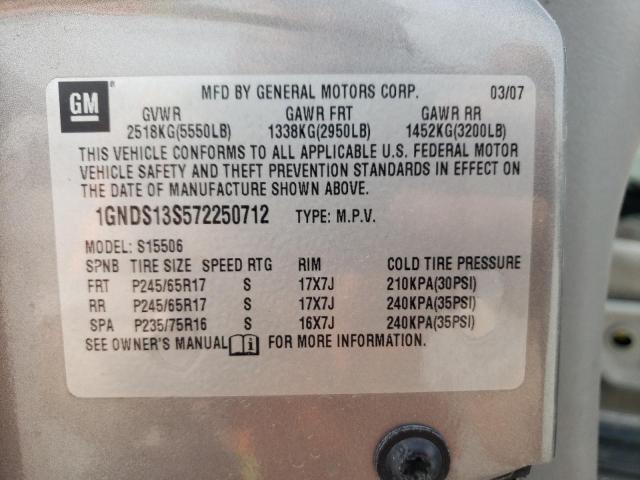 GM
MFD BY GENERAL MOTORS CORP. 03/07
GVWR GAWR FRT GAWR RR
2518KG(5550LB) 1338KG(2950LB) 1452KG(3200LB)
THIS VEHICLE CONFORMS TO ALL APPLICABLE U.S. FEDERAL MOTOR
VEHICLE SAFETY AND THEFT PREVENTION STANDARDS IN EFFECT ON
THE DATE OF MANUFACTURE SHOWN ABOVE.
1GNDS13S572250712 TYPE: M.P.V.
MODEL: S15506
SPNB TIRE SIZE SPEED RTG RIM COLD TIRE PRESSURE
FRT P245/65R17 S 17X7J 210KPA(30PSI)
RR P245/65R17 S 17X7J 240KPA(35PSI)
SPA P235/75R16 S 16X7J 240KPA(35PSI)
SEE OWNER'S MANUAL FOR MORE INFORMATION.